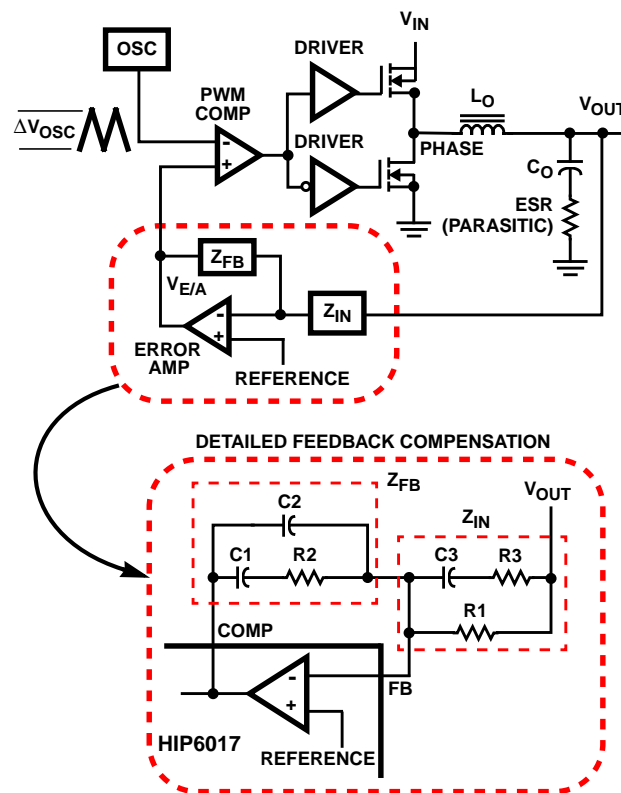 OSC
ΔVOSC
PWM
COMP
DRIVER
DRIVER
VIN
LO
VOUT
PHASE
CO
ESR
(PARASITIC)
ZFB
VE/A
ZIN
ERROR
AMP
-
+
-
+
REFERENCE
DETAILED FEEDBACK COMPENSATION
ZFB
VOUT
C2
ZIN
C1
R2
C3
R3
R1
COMP
-
+
FB
HIP6017
REFERENCE